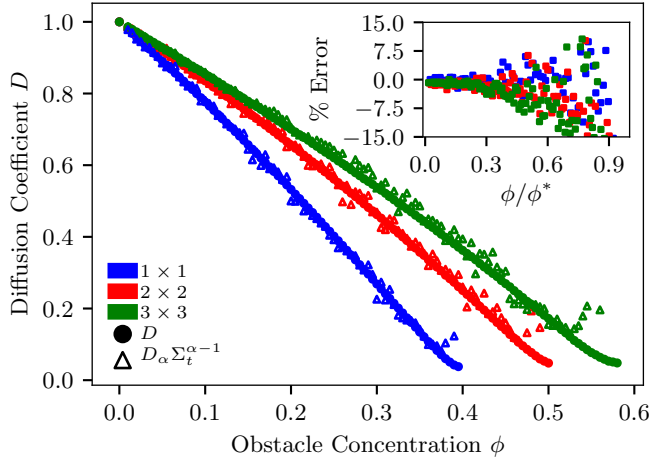 Diffusion Coefficient D
1.0
0.8
0.6
0.4
0.2
0.0
1 × 1
2 × 2
3 × 3
D
D_αΣ_t^{α−1}
0.0 0.1 0.2 0.3 0.4 0.5 0.6
Obstacle Concentration ϕ
% Error
15.0
7.5
0.0
−7.5
−15.0
0.0 0.3 0.6 0.9
ϕ/ϕ*